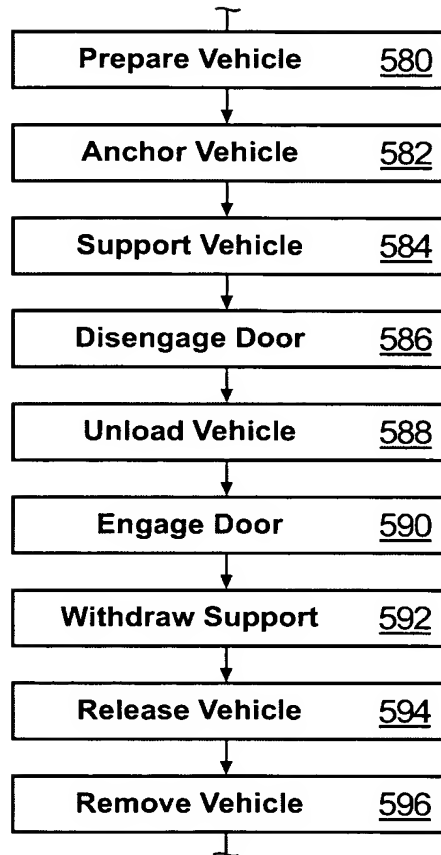 Prepare Vehicle 580
Anchor Vehicle 582
Support Vehicle 584
Disengage Door 586
Unload Vehicle 588
Engage Door 590
Withdraw Support 592
Release Vehicle 594
Remove Vehicle 596